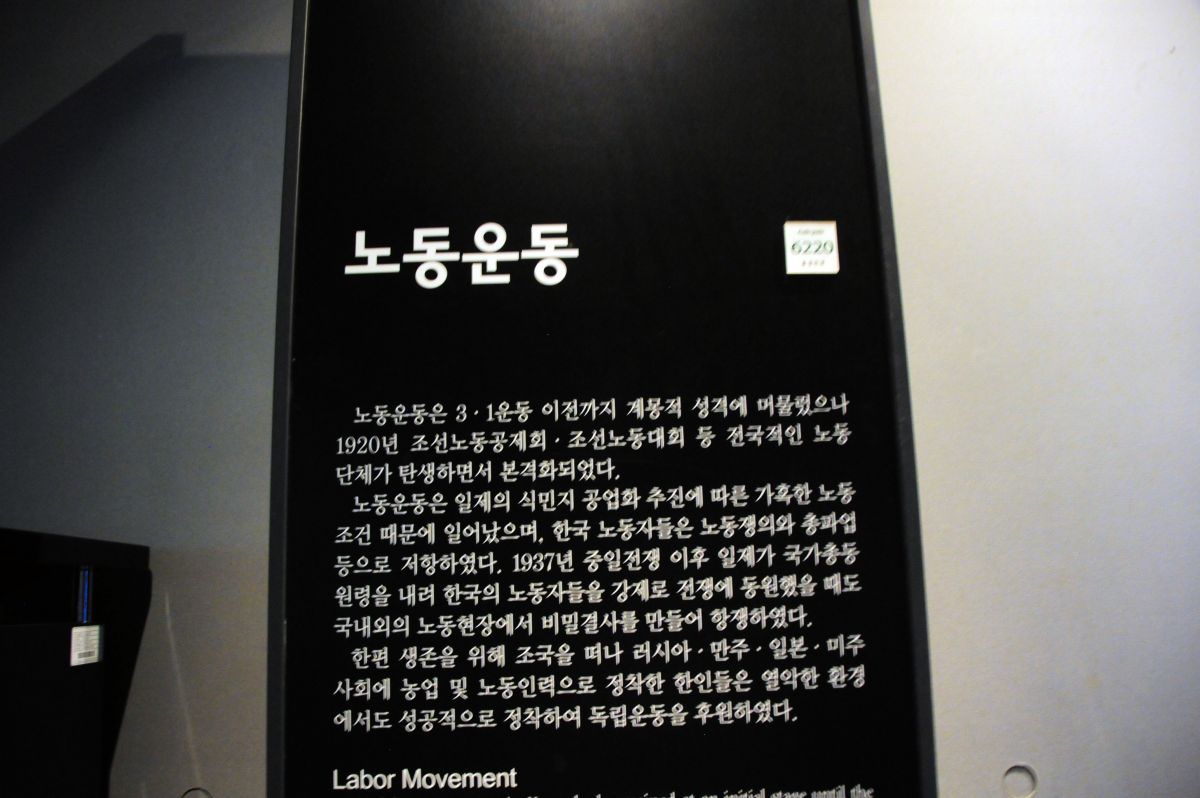 노동운동
6220
노동운동은 3·1운동 이전까지 계몽적 성격에 머물렀으나
1920년 조선노동공제회·조선노동대회 등 전국적인 노동
단체가 탄생하면서 본격화되었다.
노동운동은 일제의 식민지 공업화 추진에 따른 가혹한 노동
조건 때문에 일어났으며, 한국 노동자들은 노동쟁의와 총파업
등으로 저항하였다. 1937년 중일전쟁 이후 일제가 국가총동
원령을 내려 한국의 노동자들을 강제로 전쟁에 동원했을 때도
국내외의 노동현장에서 비밀결사를 만들어 항쟁하였다.
한편 생존을 위해 조국을 떠나 러시아·만주·일본·미주
사회에 농업 및 노동인력으로 정착한 한인들은 열악한 환경
에서도 성공적으로 정착하여 독립운동을 후원하였다.
Labor Movement
at an initial stage until the